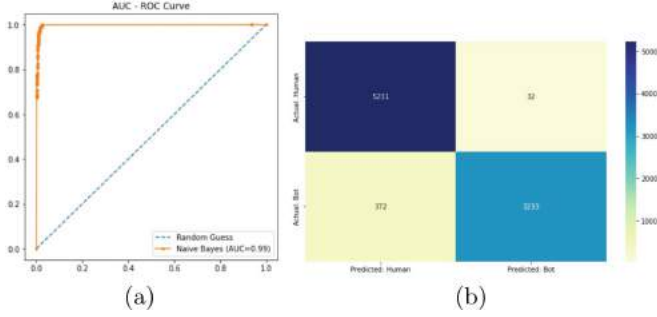 AUC - ROC Curve
1.0
0.8
0.6
0.4
0.2
0.0
Random Guess
Naive Bayes (AUC=0.99)
0.0 0.2 0.4 0.6 0.8 1.0
(a)
Actual: Human
Actual: Bot
5231 32
372 3233
Predicted: Human Predicted: Bot
5000
4000
3000
2000
1000
(b)